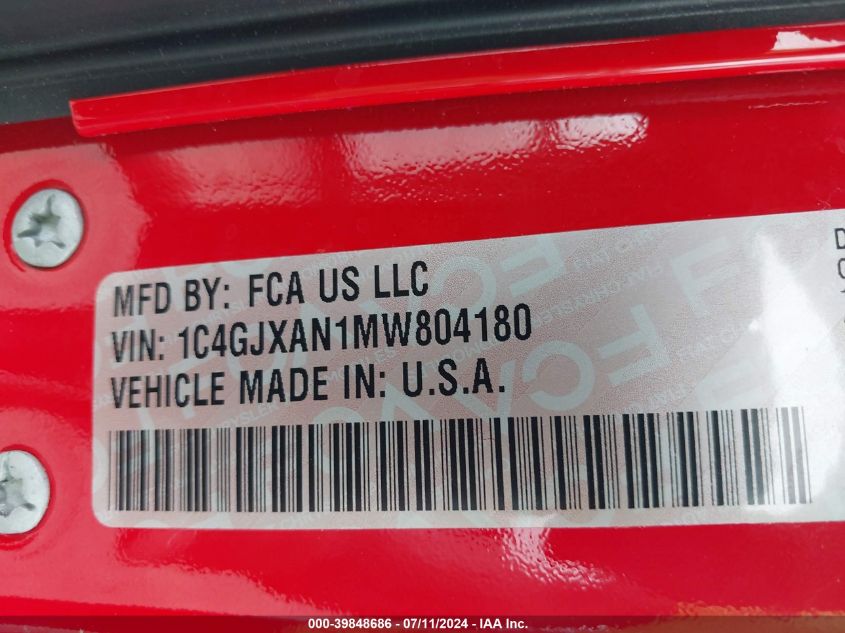 MFD BY: FCA US LLC
VIN: 1C4GJXAN1MW804180
VEHICLE MADE IN: U.S.A.
000-39848686 - 07/11/2024 - IAA Inc.